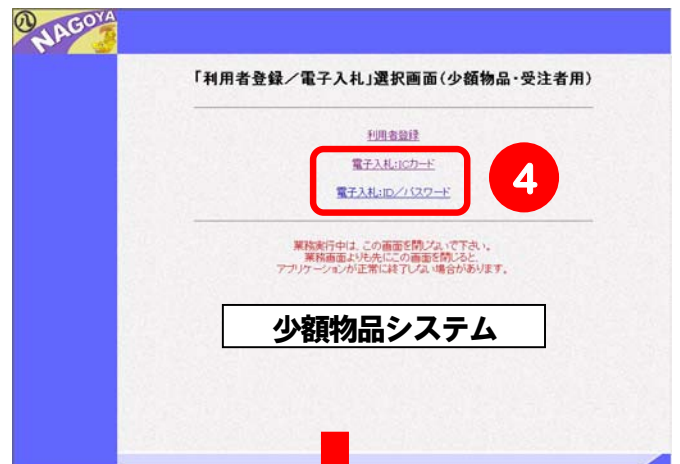 八
NAGOYA
「利用者登録／電子入札」選択画面(少額物品･受注者用)
利用者登録
電子入札:ICカード
4
電子入札:ID／パスワード
業務実行中は、この画面を閉じないで下さい。
業務画面よりも先にこの画面を閉じると、
アプリケーションが正常に終了しない場合があります。
少額物品システム